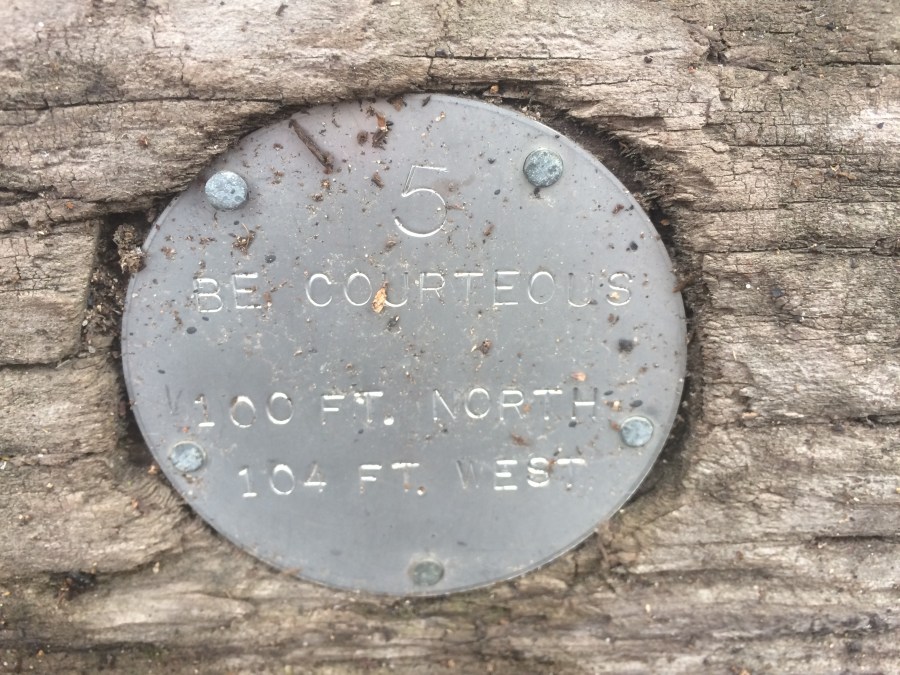 5
BE COURTEOUS
100 FT. NORTH
104 FT. WEST